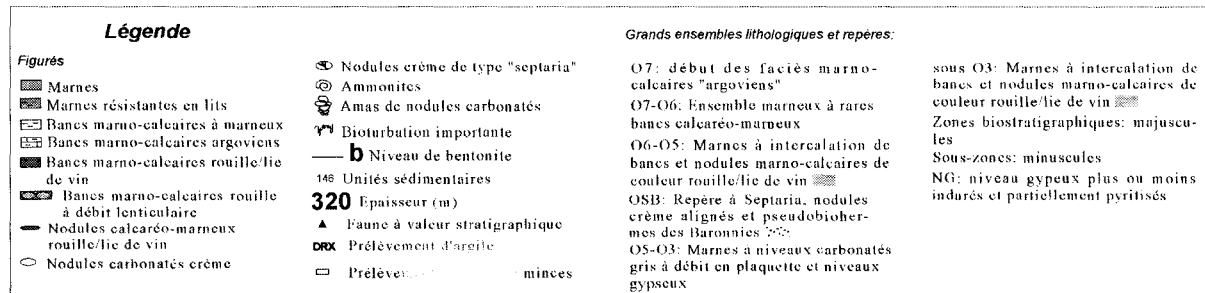 Légende
Figurés
Marnes
Marnes résistantes en lits
Bancs marno-calcaires à marneux
Bancs marno-calcaires argoviens
Bancs marno-calcaires rouille/lie
de vin
Bancs marno-calcaires rouille
à débit lenticulaire
Nodules calcaréo-marneux
rouille/lie de vin
Nodules carbonatés crème
Nodules crème de type "septaria"
Ammonites
Amas de nodules carbonatés
Bioturbation importante
b Niveau de bentonite
146 Unités sédimentaires
320 Epaisseur (m)
Faune à valeur stratigraphique
DRX Prélèvement d'argile
minces
Grands ensembles lithologiques et repères:
O7: début des faciès marno-
calcaires "argoviens"
O7-O6: Ensemble marneux à rares
bancs calcaréo-marneux
O6-O5: Marnes à intercalation de
bancs et nodules marno-calcaires de
couleur rouille/lie de vin
OSB: Repère à Septaria, nodules
crème alignés et pseudobioher-
mes des Baronnies
O5-O3: Marnes à niveaux carbonatés
gris à débit en plaquette et niveaux
gypseux
sous O3: Marnes à intercalation de
bancs et nodules marno-calcaires de
couleur rouille/lie de vin
Zones biostratigraphiques: majuscu-
les
Sous-zones: minuscules
NG: niveau gypeux plus ou moins
indurés et partiellement pyritisés